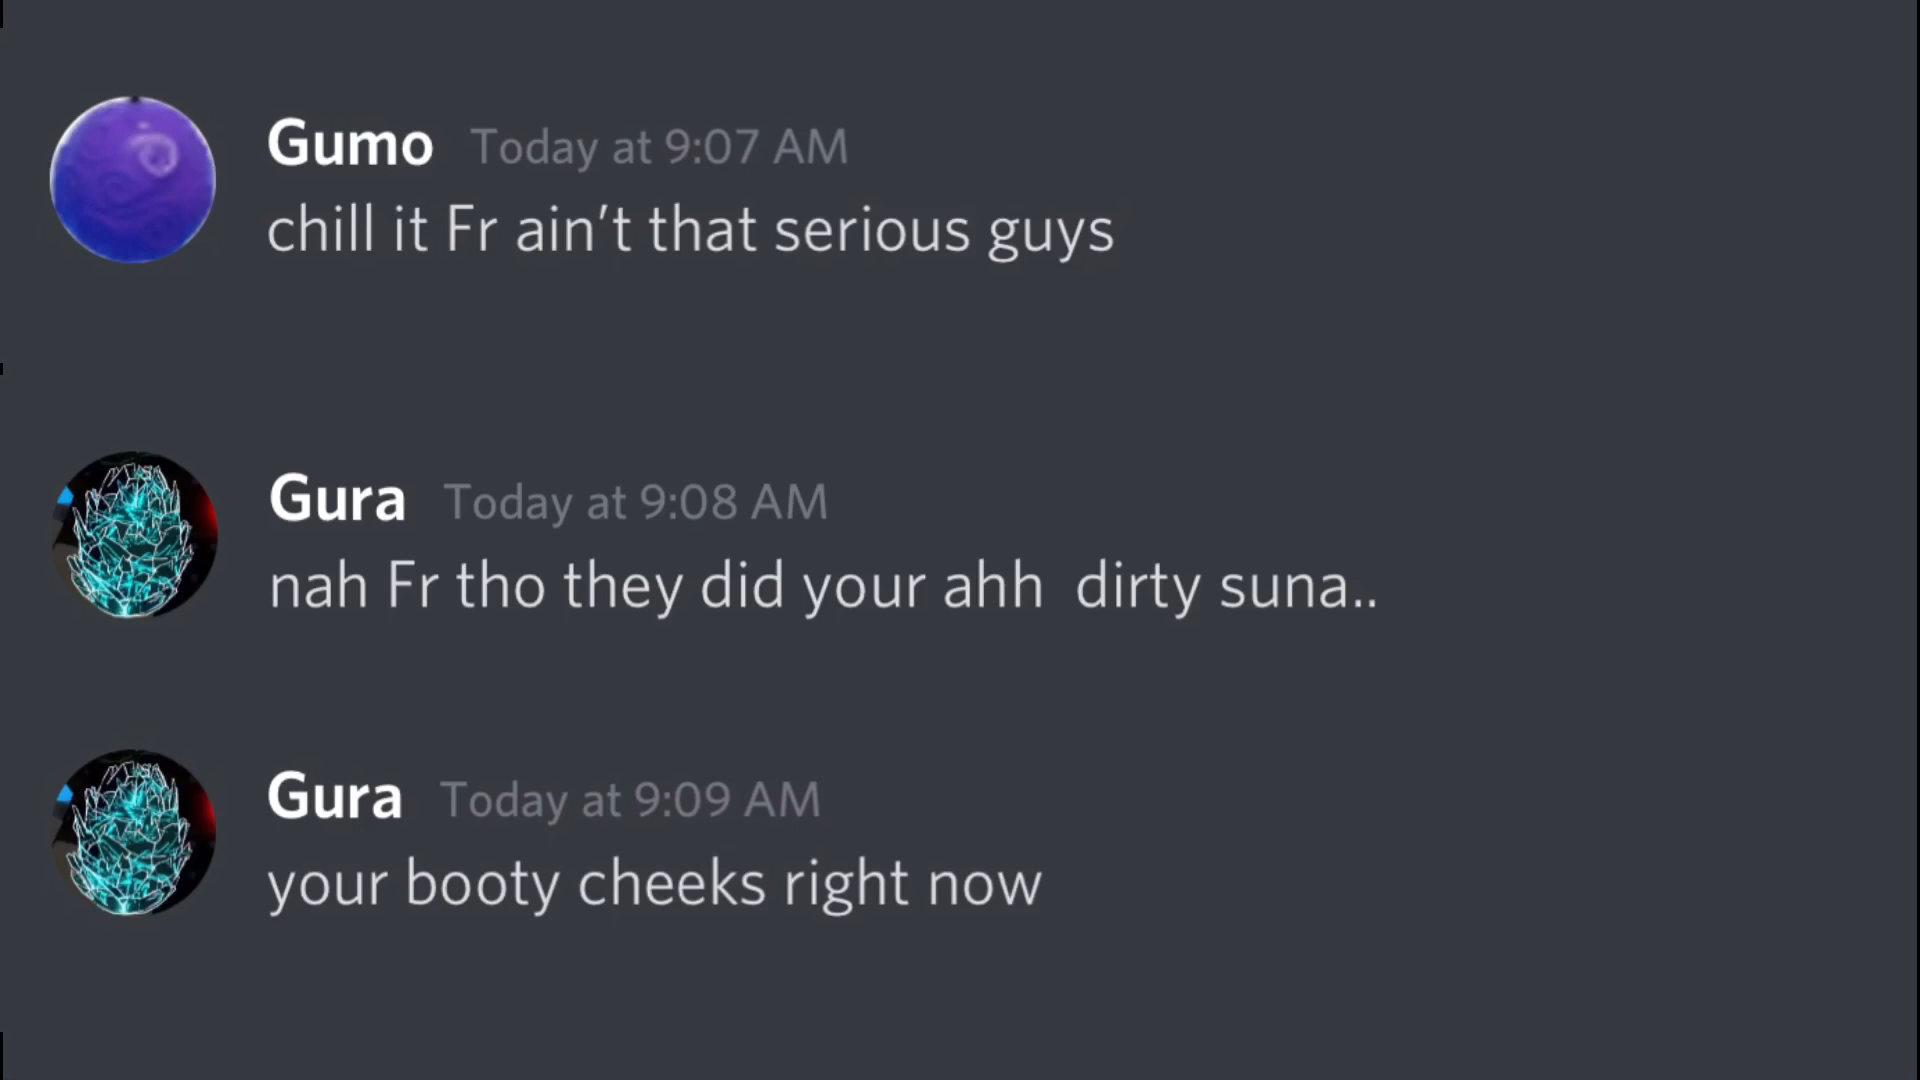 Gumo Today at 9:07 AM
chill it Fr ain’t that serious guys
Gura Today at 9:08 AM
nah Fr tho they did your ahh  dirty suna..
Gura Today at 9:09 AM
your booty cheeks right now